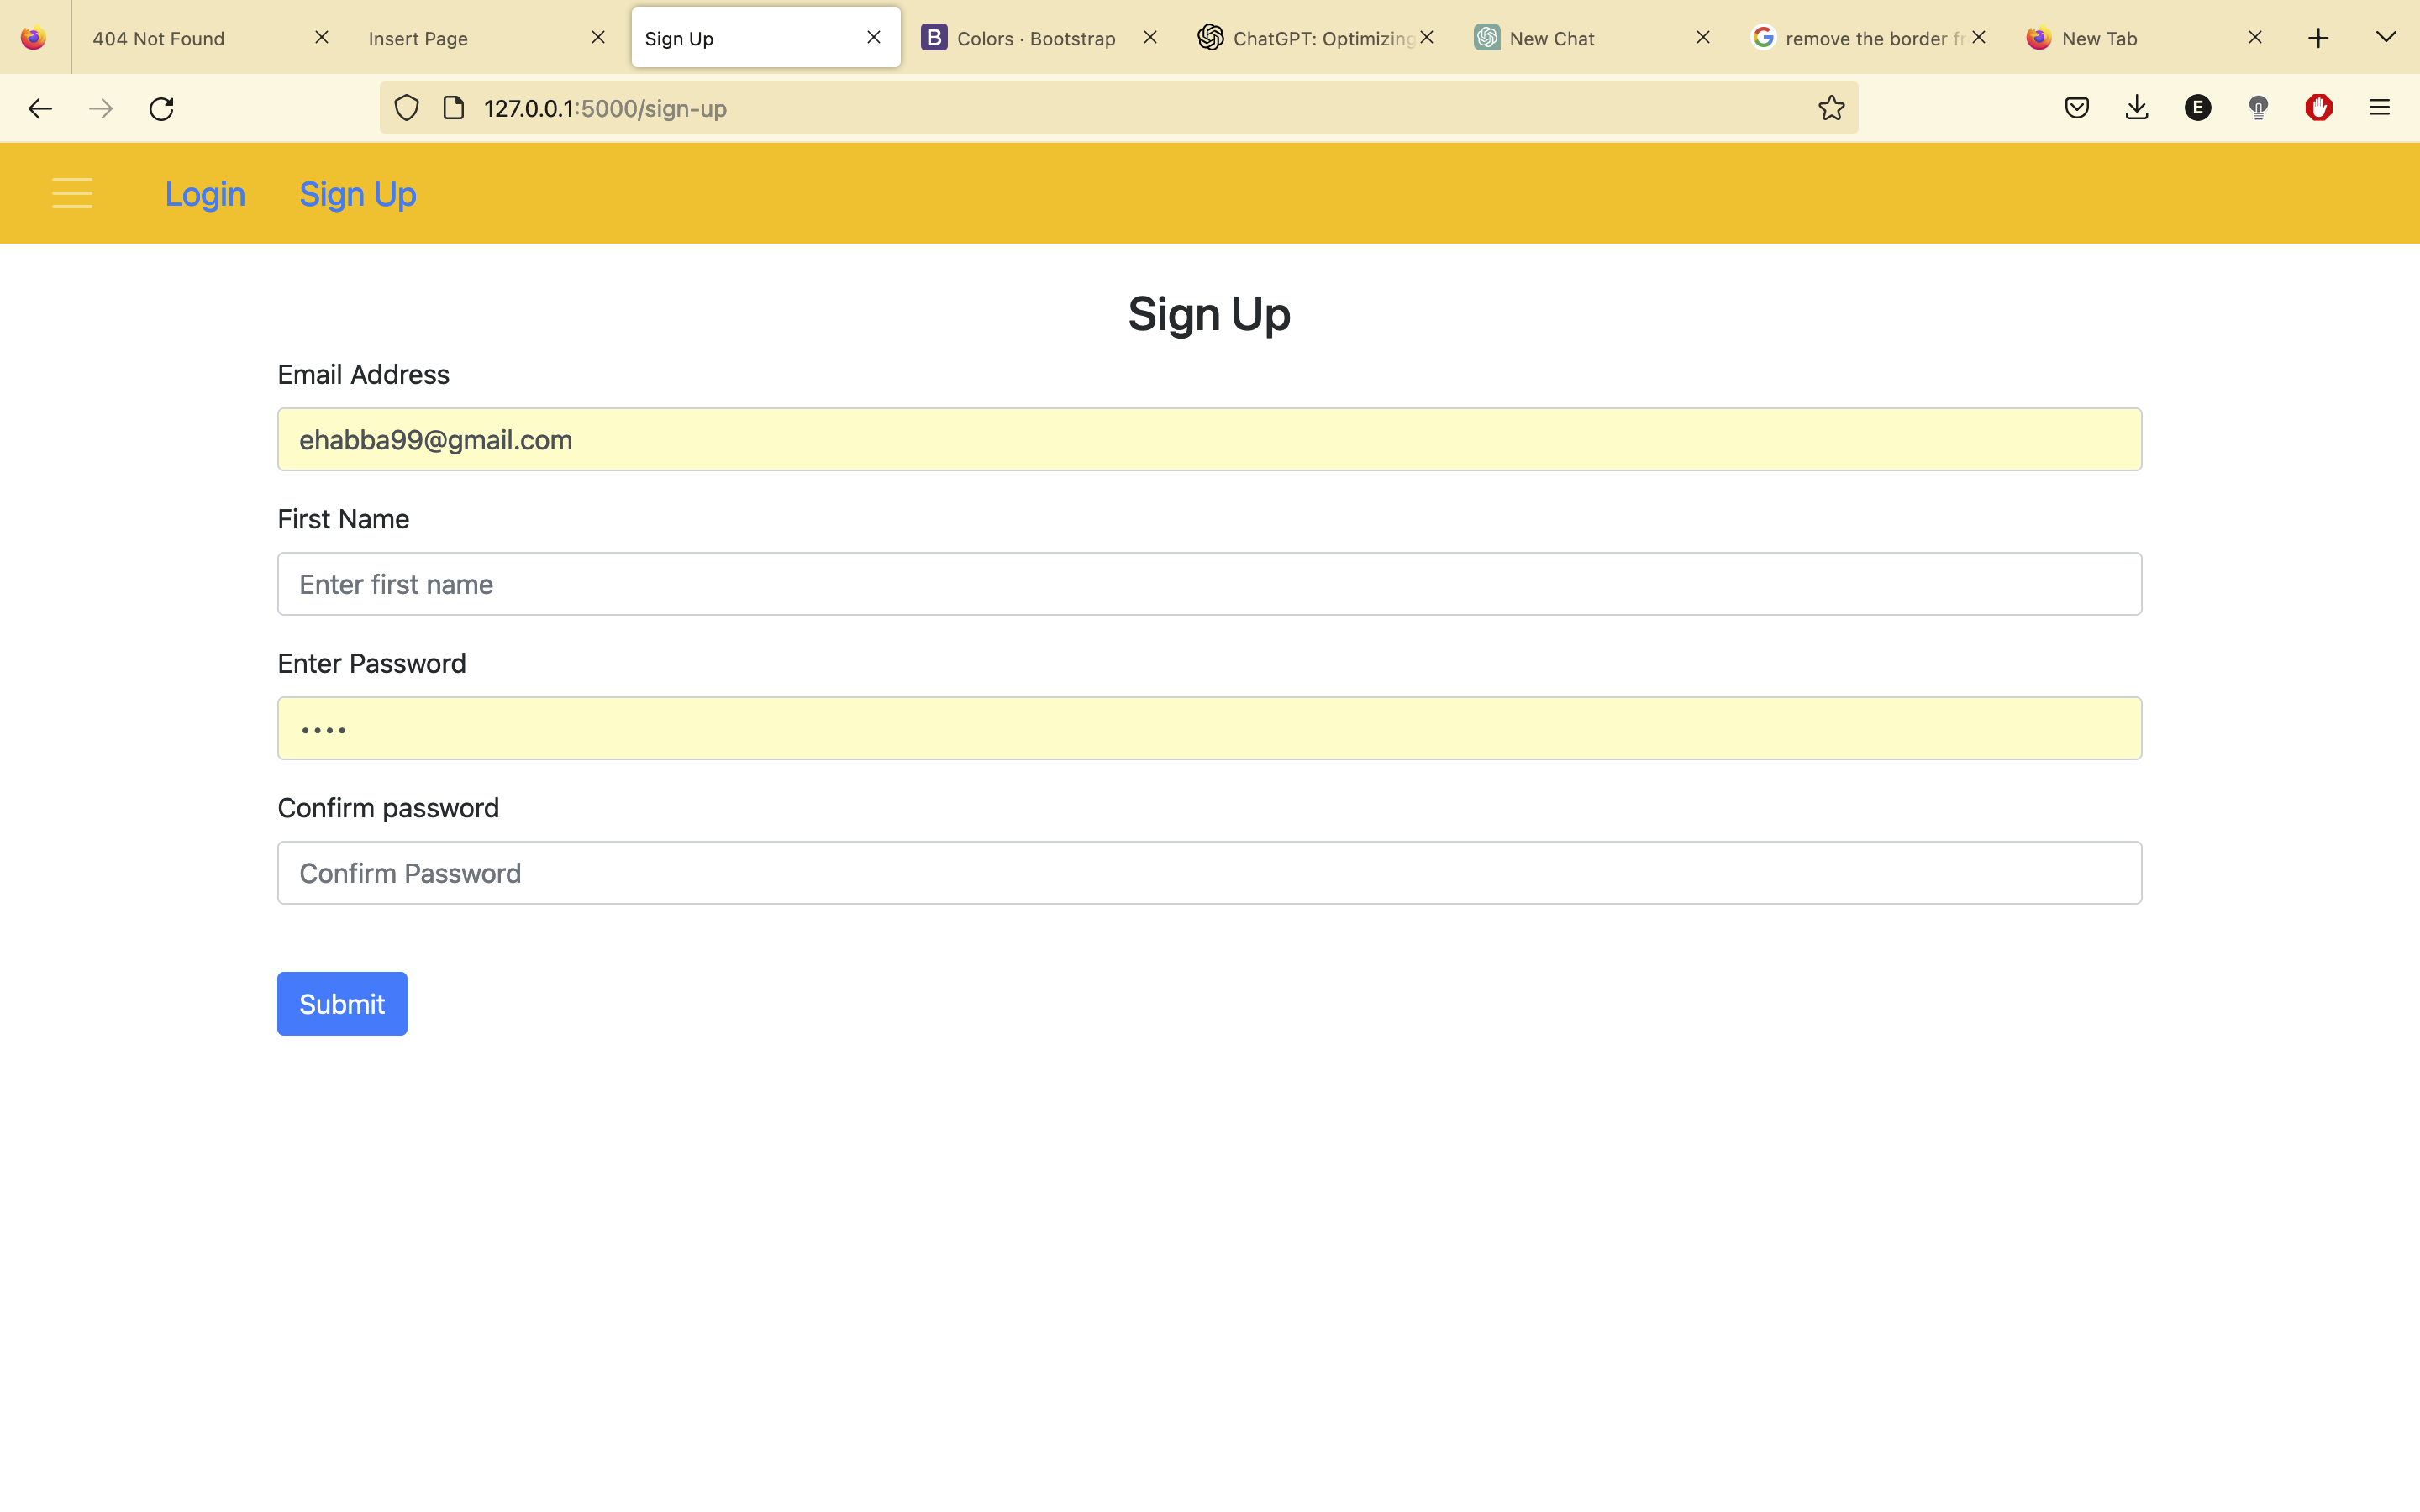 404 Not Found
Insert Page
Sign Up
B Colors · Bootstrap
ChatGPT: Optimizing
New Chat
remove the border fr
New Tab
127.0.0.1:5000/sign-up
E
Login
Sign Up
Sign Up
Email Address
ehabba99@gmail.com
First Name
Enter first name
Enter Password
••••
Confirm password
Confirm Password
Submit